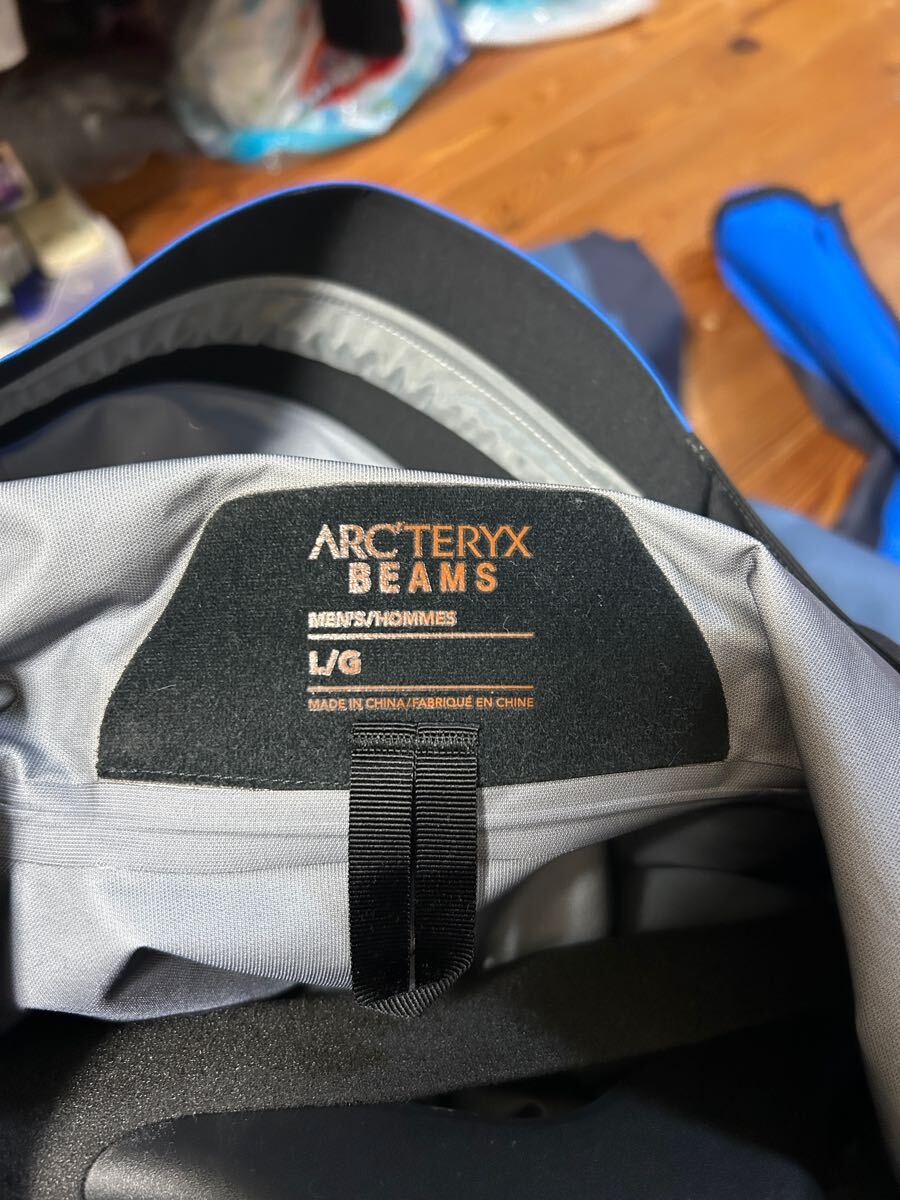 ARC'TERYX
BEAMS
MEN'S/HOMMES
L/G
MADE IN CHINA/FABRIQUÉ EN CHINE